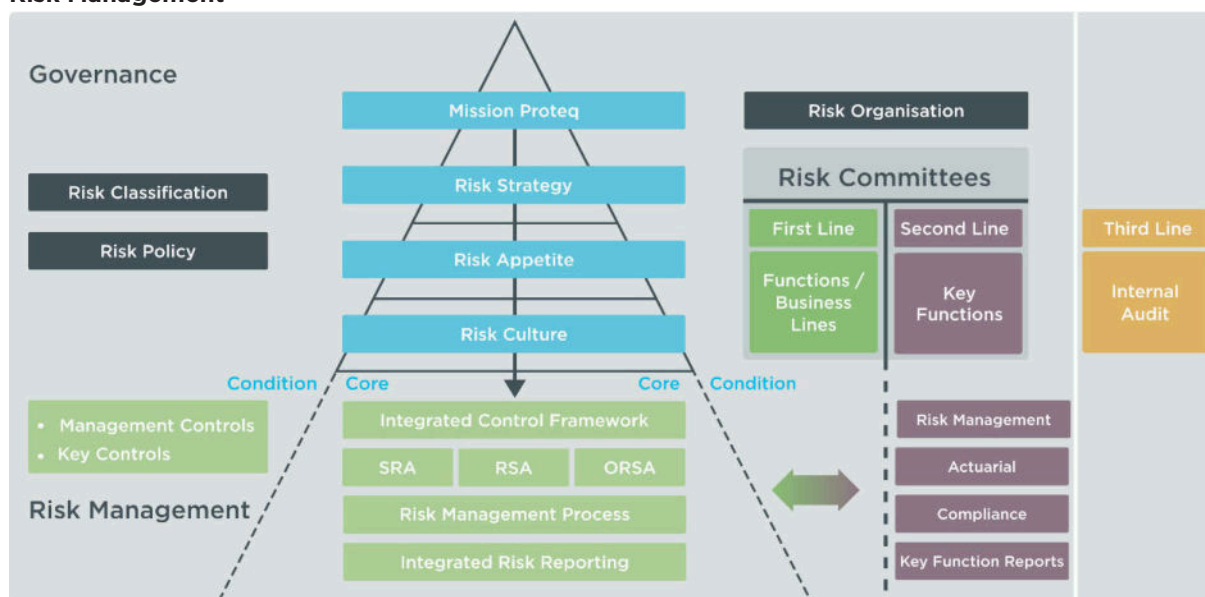 Risk Management
Governance
Mission Proteq
Risk Strategy
Risk Appetite
Risk Culture
Risk Classification
Risk Policy
Risk Organisation
Risk Committees
First Line
Second Line
Third Line
Functions /
Business
Lines
Key
Functions
Internal
Audit
Condition
Core
Core
Condition
• Management Controls
• Key Controls
Risk Management
Integrated Control Framework
SRA
RSA
ORSA
Risk Management Process
Integrated Risk Reporting
Risk Management
Actuarial
Compliance
Key Function Reports